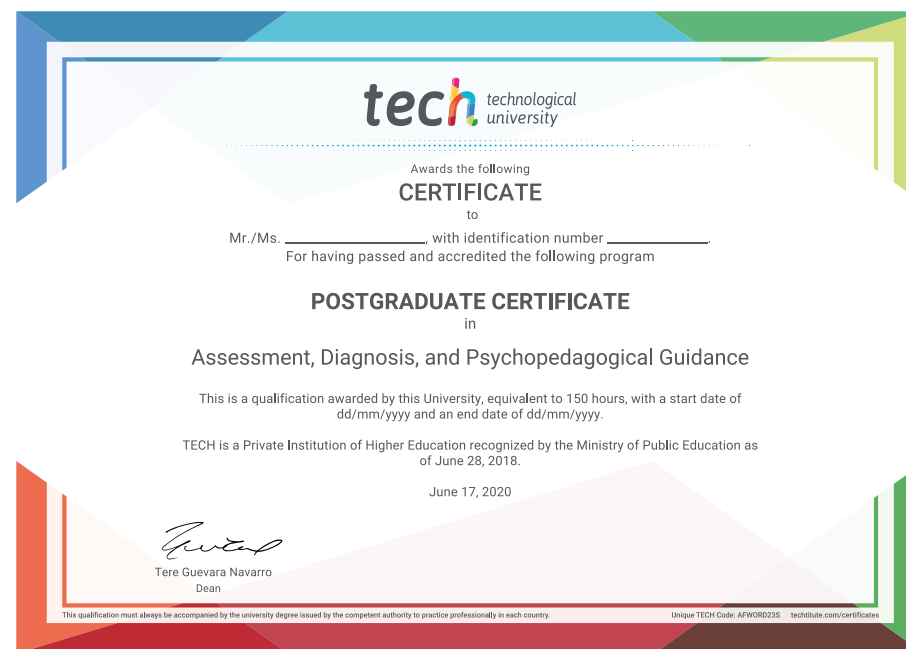 tech technological
university
Awards the following
CERTIFICATE
to
Mr./Ms. ____________________, with identification number ______________.
For having passed and accredited the following program
POSTGRADUATE CERTIFICATE
in
Assessment, Diagnosis, and Psychopedagogical Guidance
This is a qualification awarded by this University, equivalent to 150 hours, with a start date of
dd/mm/yyyy and an end date of dd/mm/yyyy.
TECH is a Private Institution of Higher Education recognized by the Ministry of Public Education as
of June 28, 2018.
June 17, 2020
Tere Guevara Navarro
Dean
This qualification must always be accompanied by the university degree issued by the competent authority to practice professionally in each country. Unique TECH Code: AFWORD23S techtitute.com/certificates